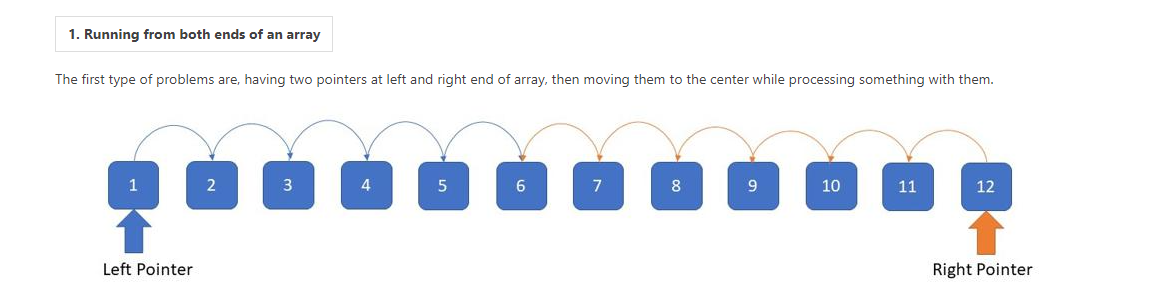 1. Running from both ends of an array
The first type of problems are, having two pointers at left and right end of array, then moving them to the center while processing something with them.
1 2 3 4 5 6 7 8 9 10 11 12
Left Pointer Right Pointer